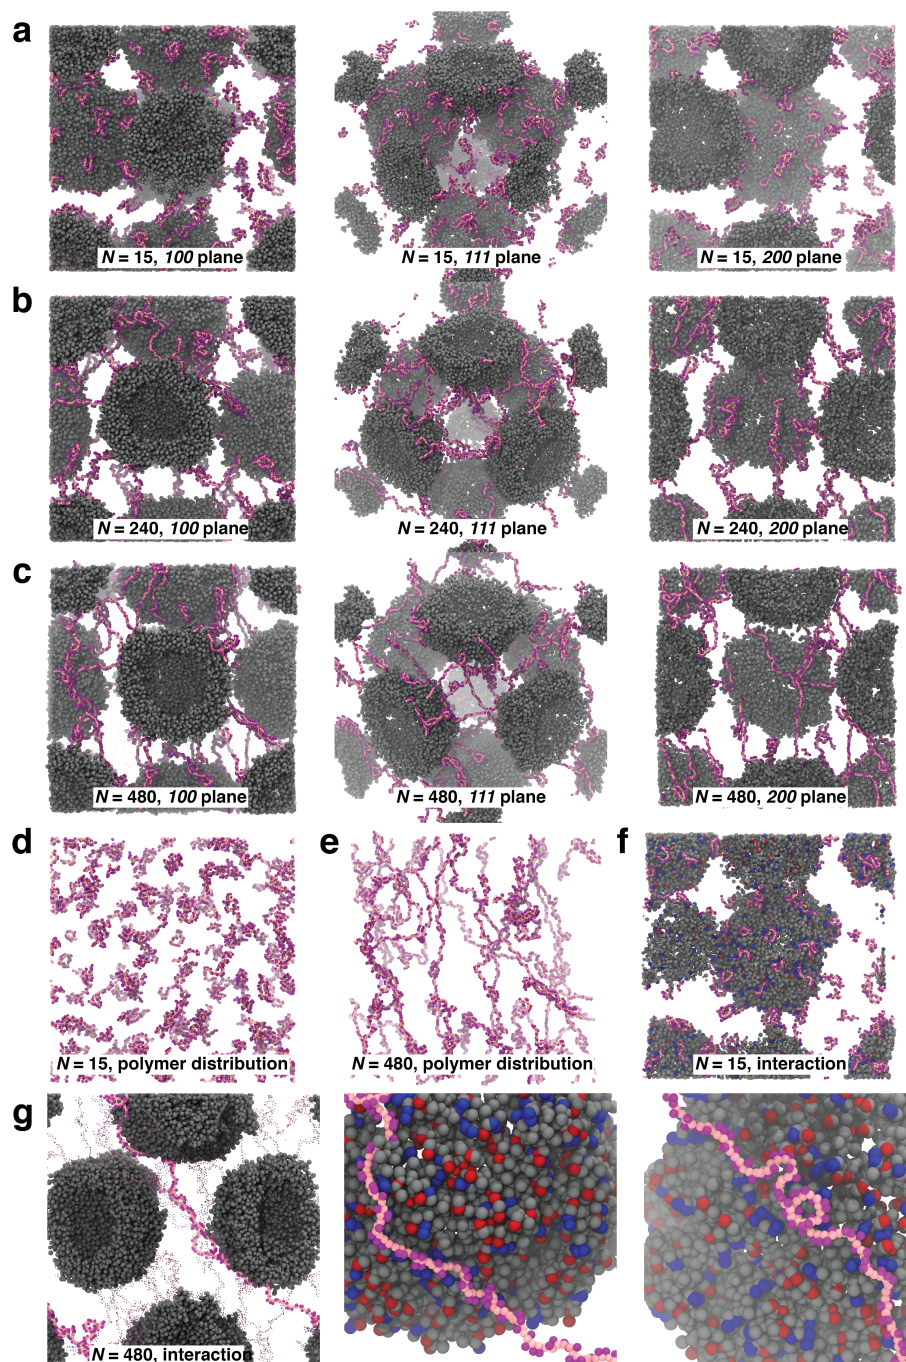 a
N = 15, 100 plane
N = 15, 111 plane
N = 15, 200 plane
b
N = 240, 100 plane
N = 240, 111 plane
N = 240, 200 plane
c
N = 480, 100 plane
N = 480, 111 plane
N = 480, 200 plane
d
e
f
N = 15, polymer distribution
N = 480, polymer distribution
N = 15, interaction
g
N = 480, interaction